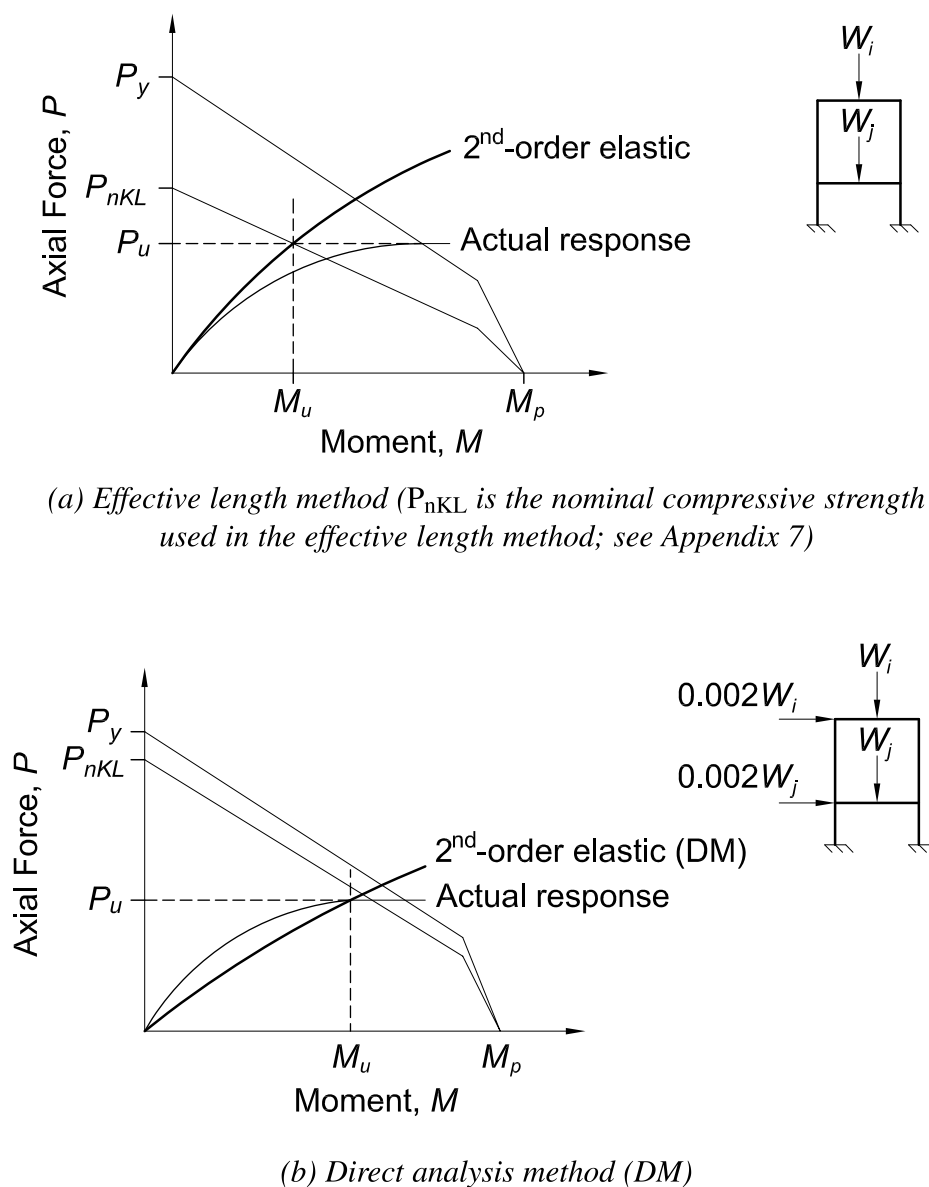 Axial Force, P
P_y
P_nKL
P_u
2nd-order elastic
Actual response
M_u
M_p
Moment, M
W_i
W_j
(a) Effective length method (P_nKL is the nominal compressive strength
used in the effective length method; see Appendix 7)
Axial Force, P
P_y
P_nKL
P_u
2nd-order elastic (DM)
Actual response
M_u
M_p
Moment, M
W_i
0.002W_i
W_j
0.002W_j
(b) Direct analysis method (DM)